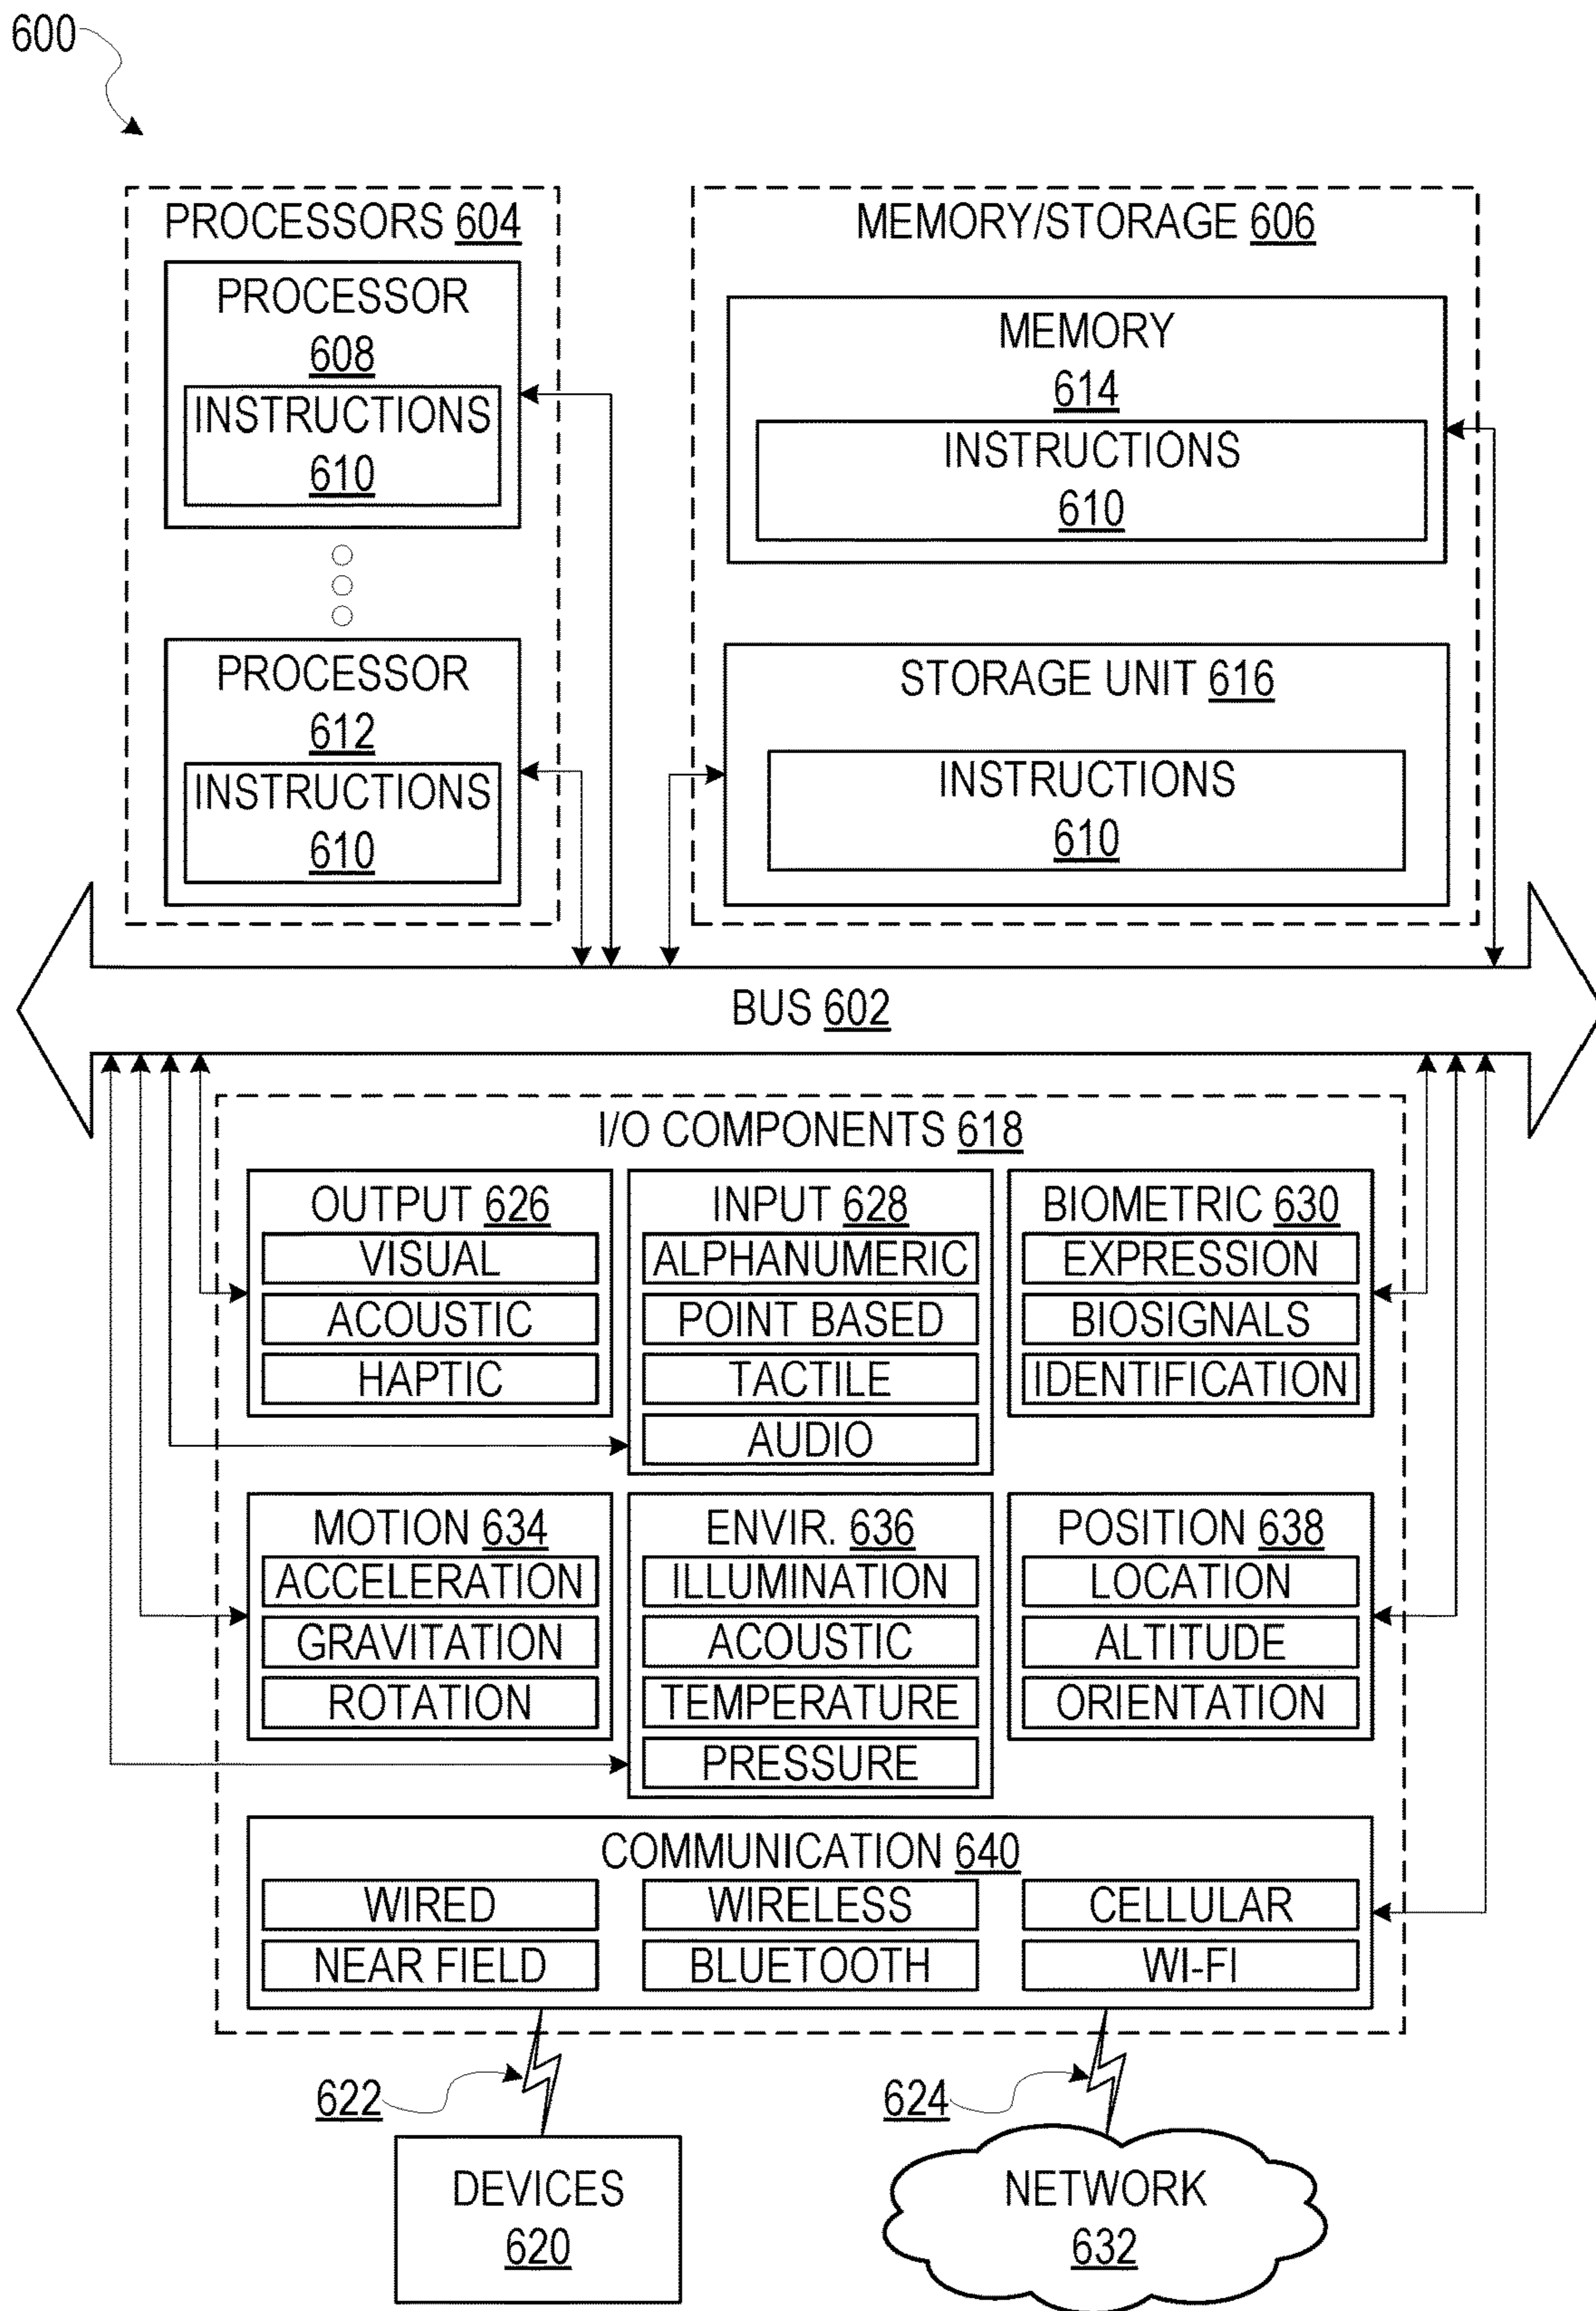 600
PROCESSORS 604
PROCESSOR
608
INSTRUCTIONS
610
PROCESSOR
612
INSTRUCTIONS
610
MEMORY/STORAGE 606
MEMORY
614
INSTRUCTIONS
610
STORAGE UNIT 616
INSTRUCTIONS
610
BUS 602
I/O COMPONENTS 618
OUTPUT 626
VISUAL
ACOUSTIC
HAPTIC
INPUT 628
ALPHANUMERIC
POINT BASED
TACTILE
AUDIO
BIOMETRIC 630
EXPRESSION
BIOSIGNALS
IDENTIFICATION
MOTION 634
ACCELERATION
GRAVITATION
ROTATION
ENVIR. 636
ILLUMINATION
ACOUSTIC
TEMPERATURE
PRESSURE
POSITION 638
LOCATION
ALTITUDE
ORIENTATION
COMMUNICATION 640
WIRED
WIRELESS
CELLULAR
NEAR FIELD
BLUETOOTH
WI-FI
622
624
DEVICES
620
NETWORK
632